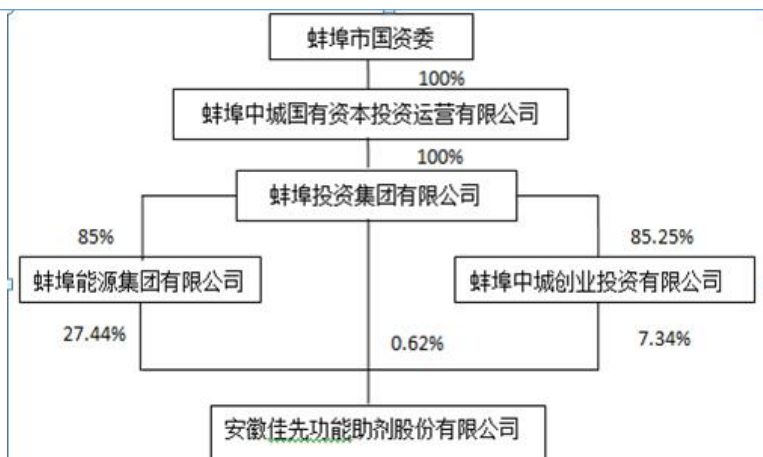 蚌埠市国资委
100%
蚌埠中城国有资本投资运营有限公司
100%
蚌埠投资集团有限公司
85%
85.25%
蚌埠能源集团有限公司
蚌埠中城创业投资有限公司
27.44%
0.62%
7.34%
安徽佳先功能助剂股份有限公司